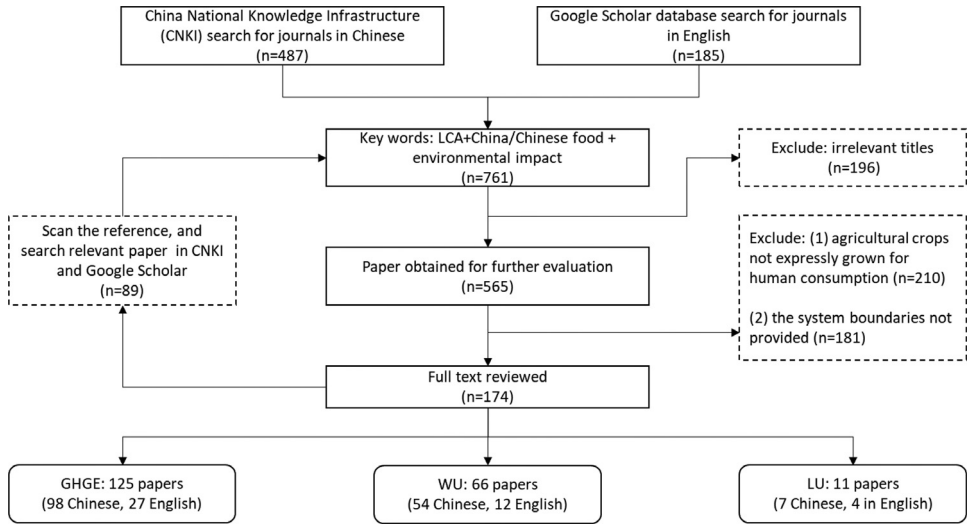 China National Knowledge Infrastructure
(CNKI) search for journals in Chinese
(n=487)
Google Scholar database search for journals
in English
(n=185)
Key words: LCA+China/Chinese food +
environmental impact
(n=761)
Exclude: irrelevant titles
(n=196)
Scan the reference, and
search relevant paper in CNKI
and Google Scholar
(n=89)
Paper obtained for further evaluation
(n=565)
Exclude: (1) agricultural crops
not expressly grown for
human consumption (n=210)
(2) the system boundaries not
provided (n=181)
Full text reviewed
(n=174)
GHGE: 125 papers
(98 Chinese, 27 English)
WU: 66 papers
(54 Chinese, 12 English)
LU: 11 papers
(7 Chinese, 4 in English)